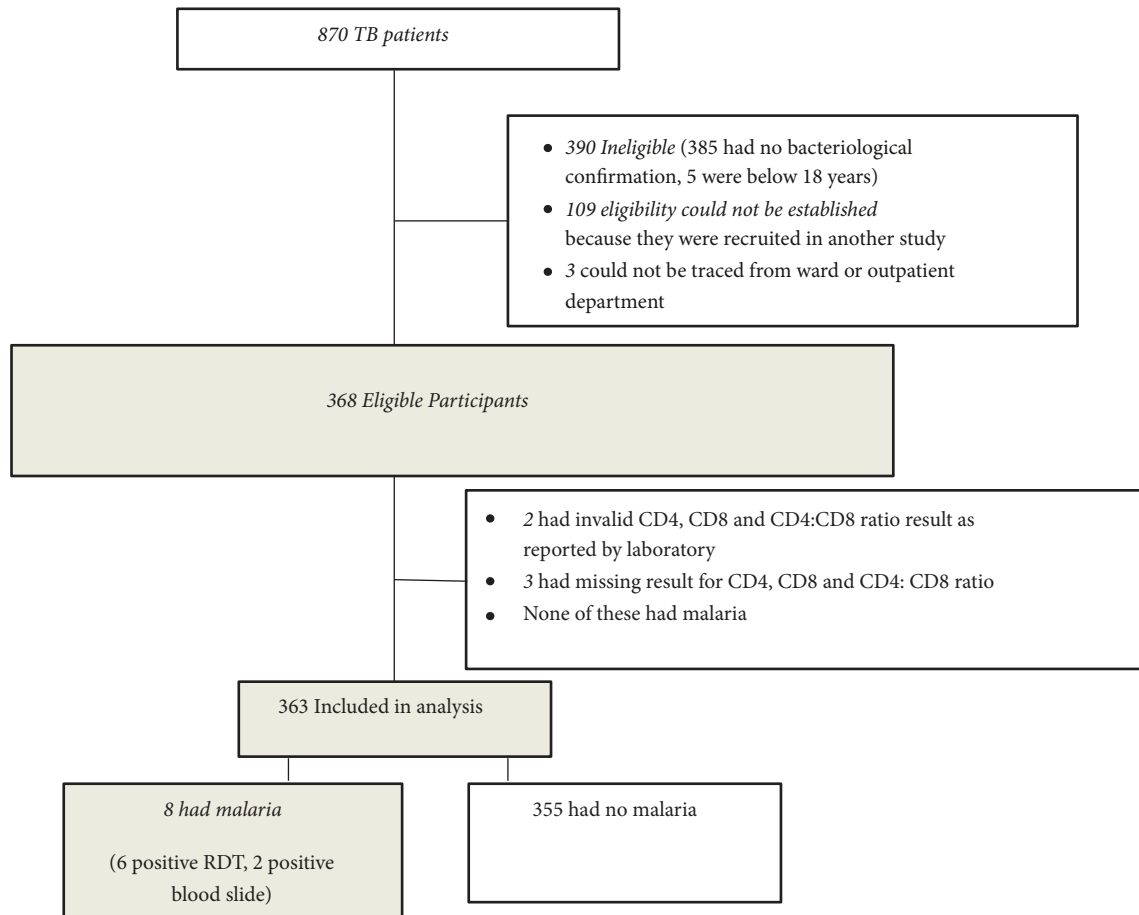 870 TB patients
• 390 Ineligible (385 had no bacteriological
confirmation, 5 were below 18 years)
• 109 eligibility could not be established
because they were recruited in another study
• 3 could not be traced from ward or outpatient
department
368 Eligible Participants
• 2 had invalid CD4, CD8 and CD4:CD8 ratio result as
reported by laboratory
• 3 had missing result for CD4, CD8 and CD4: CD8 ratio
• None of these had malaria
363 Included in analysis
8 had malaria
(6 positive RDT, 2 positive
blood slide)
355 had no malaria